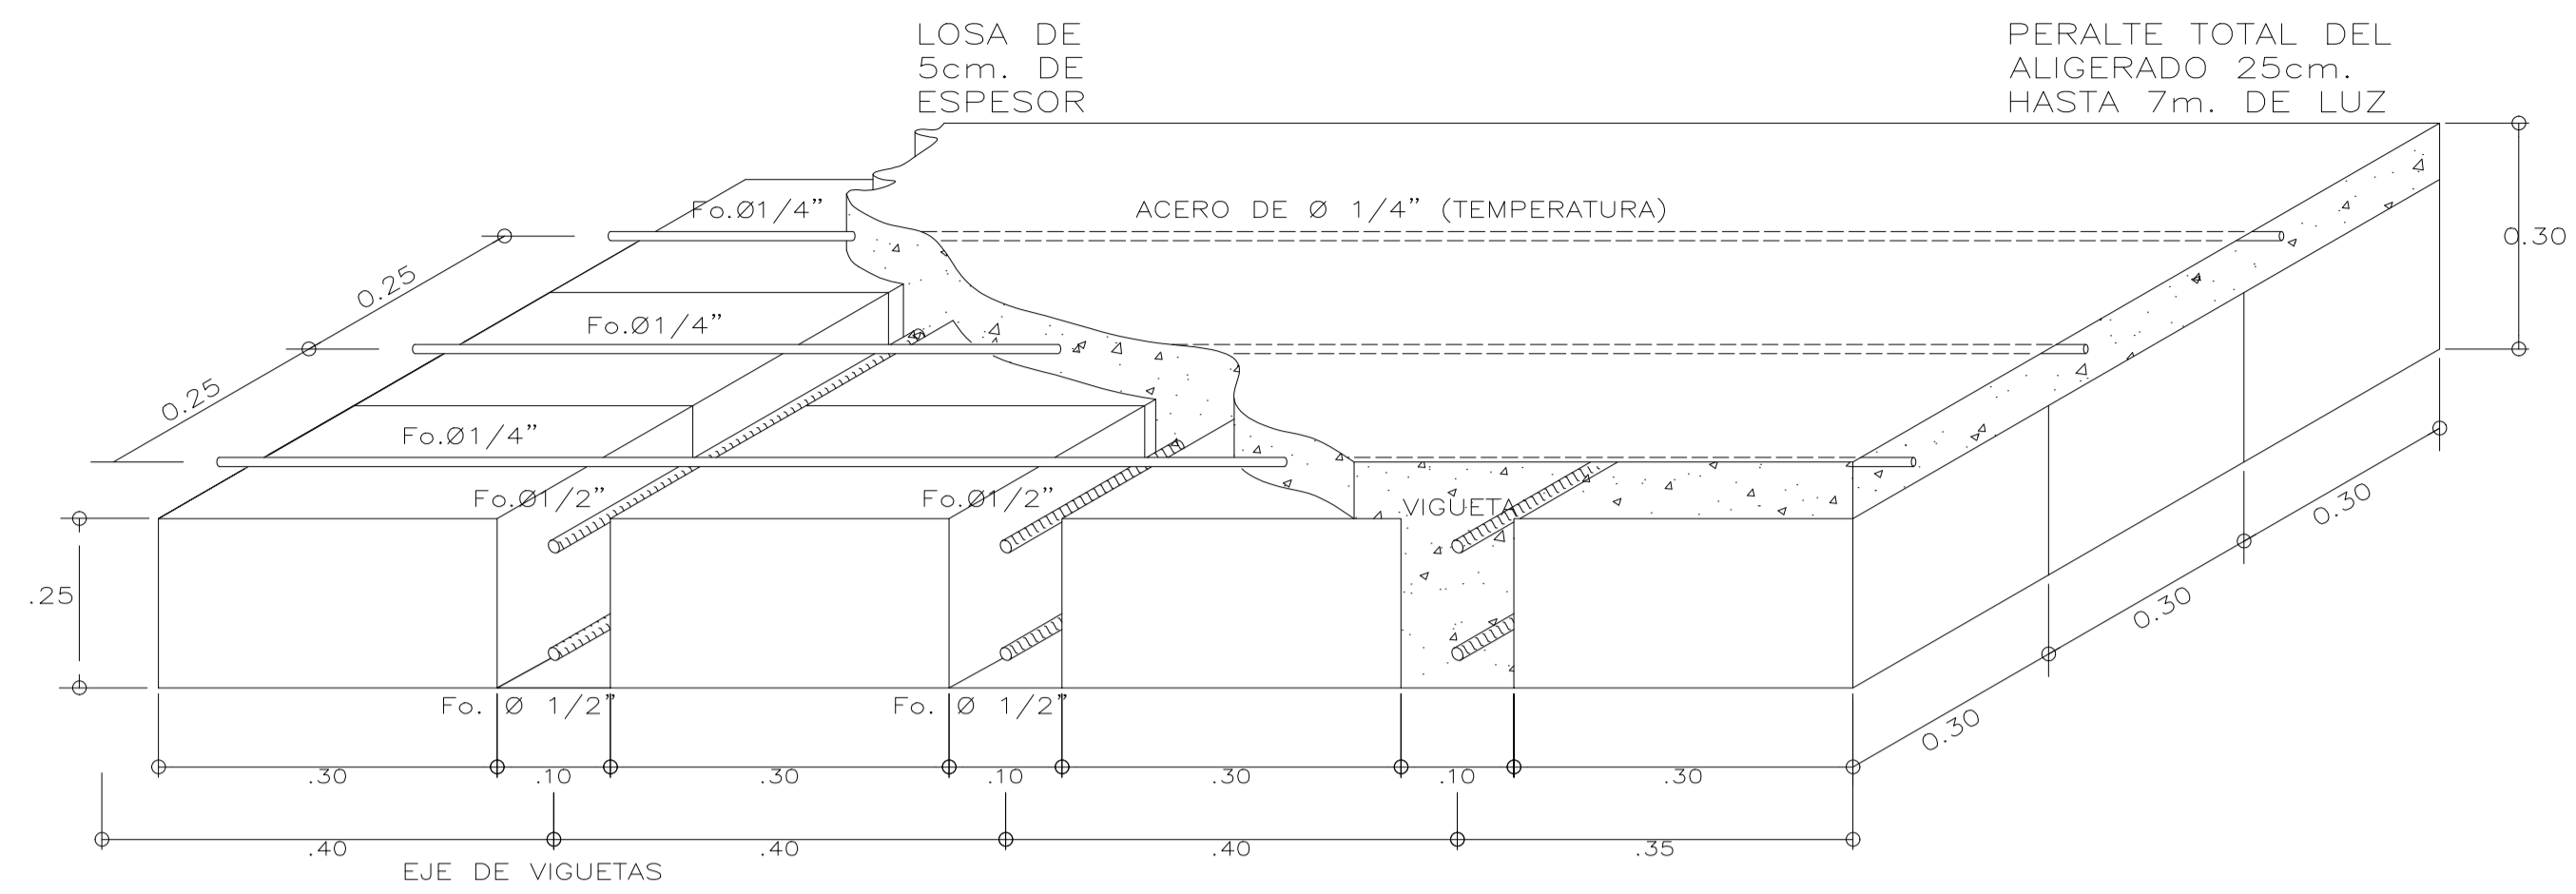 LOSA DE
5cm. DE
ESPESOR
PERALTE TOTAL DEL
ALIGERADO 25cm.
HASTA 7m. DE LUZ
Fo.Ø1/4”
ACERO DE Ø 1/4” (TEMPERATURA)
0.30
0.25
Fo.Ø1/4”
0.25
Fo.Ø1/4”
Fo.Ø1/2”
Fo.Ø1/2”
VIGUETA
0.30
.25
0.30
Fo. Ø 1/2”
Fo. Ø 1/2”
0.30
.30
.10
.30
.10
.30
.10
.30
.40
.40
.40
.35
EJE DE VIGUETAS